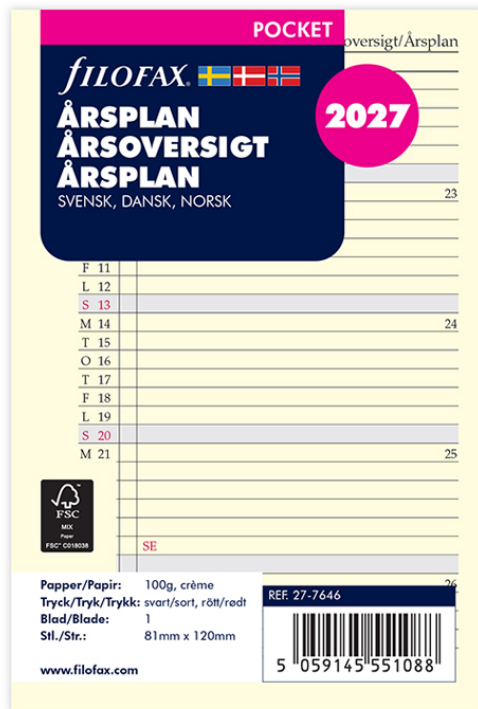 POCKET
oversigt/Årsplan
FILOFAX
2027
ÅRSPLAN
ÅRSOVERSIGT
ÅRSPLAN
SVENSK, DANSK, NORSK
23
F 11
L 12
S 13
M 14 24
T 15
O 16
T 17
F 18
L 19
S 20
M 21 25
FSC
MIX
Paper
FSC® C018038
SE
26
Papper/Papir: 100g, crème
Tryck/Tryk/Trykk: svart/sort, rött/rødt
Blad/Blade: 1
Stl./Str.: 81mm x 120mm
www.filofax.com
REF. 27-7646
5 059145 551088